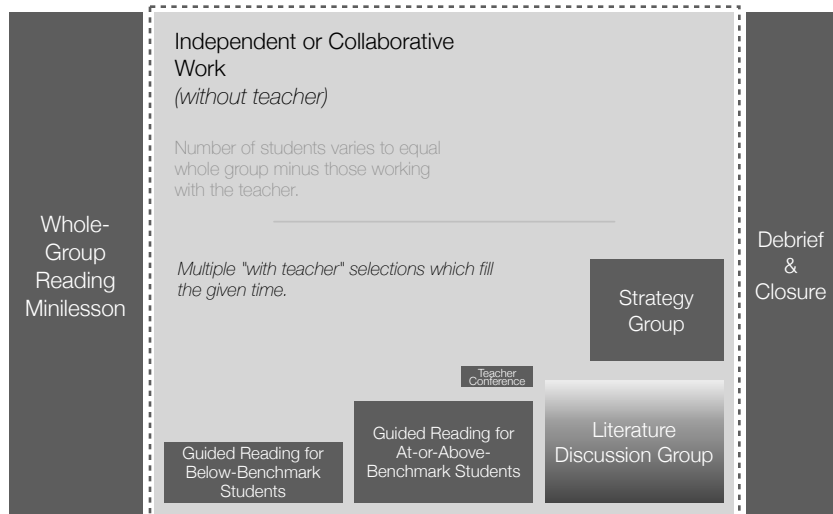 Whole-
Group
Reading
Minilesson
Independent or Collaborative
Work
(without teacher)
Number of students varies to equal
whole group minus those working
with the teacher.
Multiple "with teacher" selections which fill
the given time.
Strategy
Group
Teacher
Conference
Guided Reading for
Below-Benchmark
Students
Guided Reading for
At-or-Above-
Benchmark Students
Literature
Discussion Group
Debrief
&
Closure